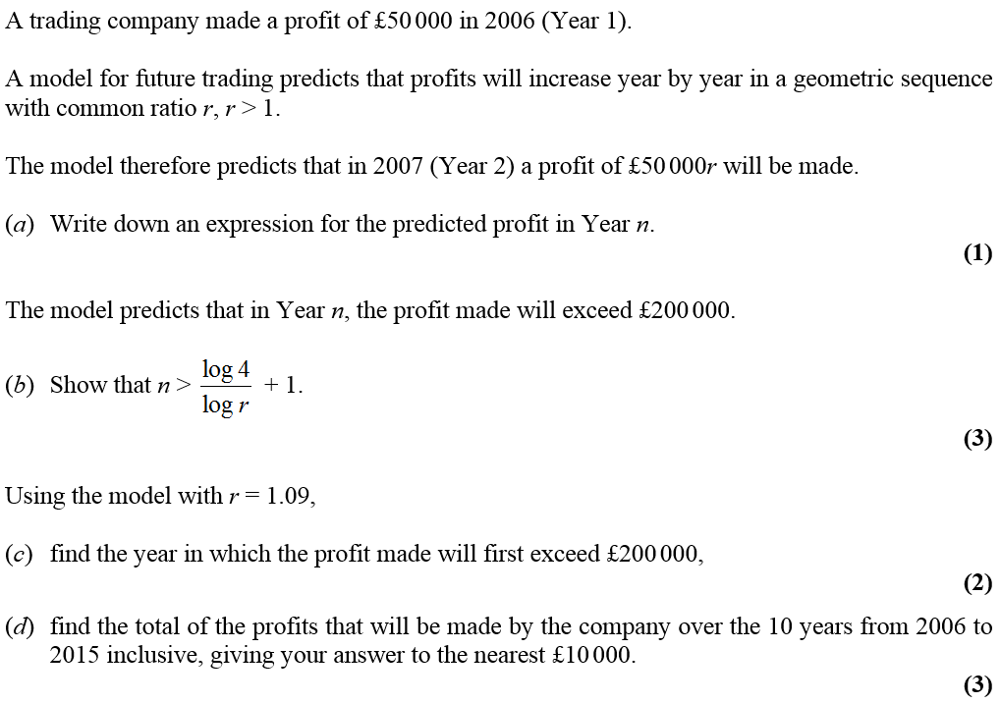 A trading company made a profit of £50 000 in 2006 (Year 1).
A model for future trading predicts that profits will increase year by year in a geometric sequence
with common ratio r, r > 1.
The model therefore predicts that in 2007 (Year 2) a profit of £50 000r will be made.
(a) Write down an expression for the predicted profit in Year n.
(1)
The model predicts that in Year n, the profit made will exceed £200 000.
(b) Show that n > log 4 / log r + 1.
(3)
Using the model with r = 1.09,
(c) find the year in which the profit made will first exceed £200 000,
(2)
(d) find the total of the profits that will be made by the company over the 10 years from 2006 to
2015 inclusive, giving your answer to the nearest £10 000.
(3)